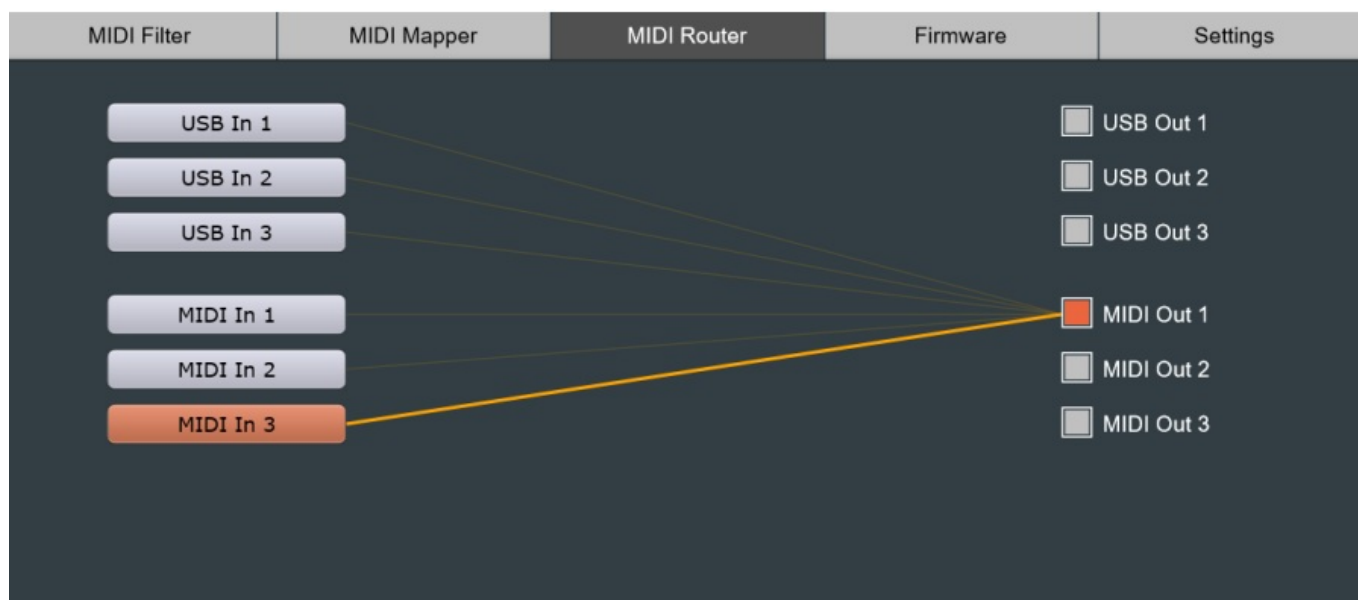 MIDI Filter MIDI Mapper MIDI Router Firmware Settings
USB In 1 USB Out 1
USB In 2 USB Out 2
USB In 3 USB Out 3
MIDI In 1 MIDI Out 1
MIDI In 2 MIDI Out 2
MIDI In 3 MIDI Out 3